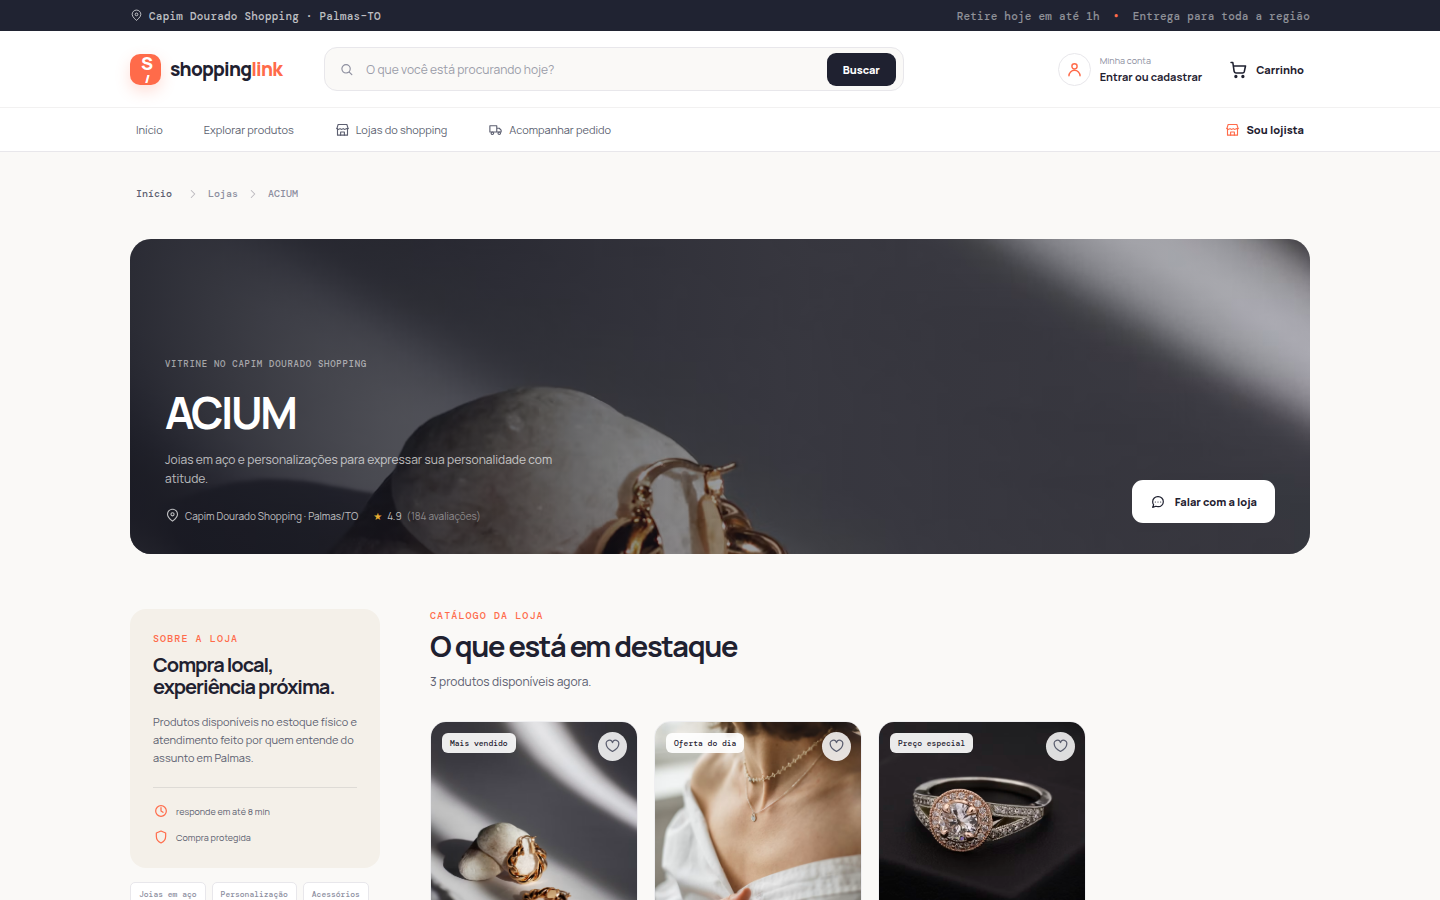 Capim Dourado Shopping · Palmas-TO
Retire hoje em até 1h • Entrega para toda a região
S
shoppinglink
O que você está procurando hoje?
Buscar
Minha conta
Entrar ou cadastrar
Carrinho
Início
Explorar produtos
Lojas do shopping
Acompanhar pedido
Sou lojista
Início > Lojas > ACIUM
VITRINE NO CAPIM DOURADO SHOPPING
ACIUM
Joias em aço e personalizações para expressar sua personalidade com
atitude.
Capim Dourado Shopping · Palmas/TO ★ 4.9 (184 avaliações)
Falar com a loja
SOBRE A LOJA
Compra local,
experiência próxima.
Produtos disponíveis no estoque físico e
atendimento feito por quem entende do
assunto em Palmas.
responde em até 8 min
Compra protegida
Joias em aço
Personalização
Acessórios
CATÁLOGO DA LOJA
O que está em destaque
3 produtos disponíveis agora.
Mais vendido
Oferta do dia
Preço especial